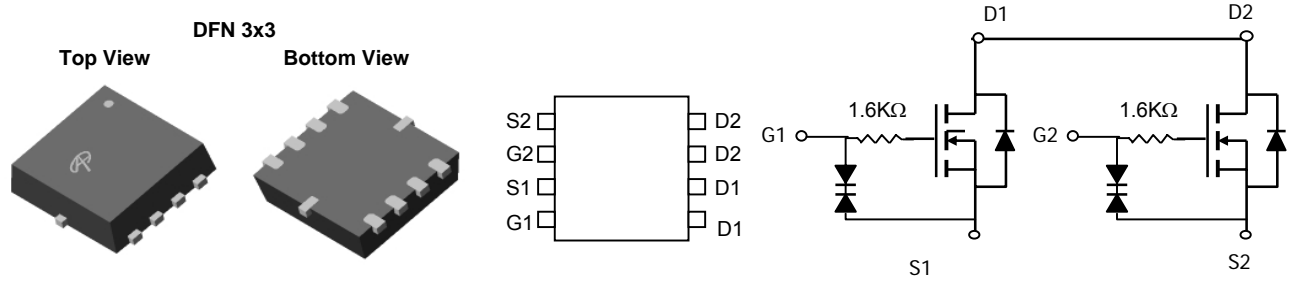 DFN 3x3
Top View
Bottom View
S2
G2
S1
G1
D2
D2
D1
D1
D1
D2
1.6KΩ
1.6KΩ
G1
G2
S1
S2